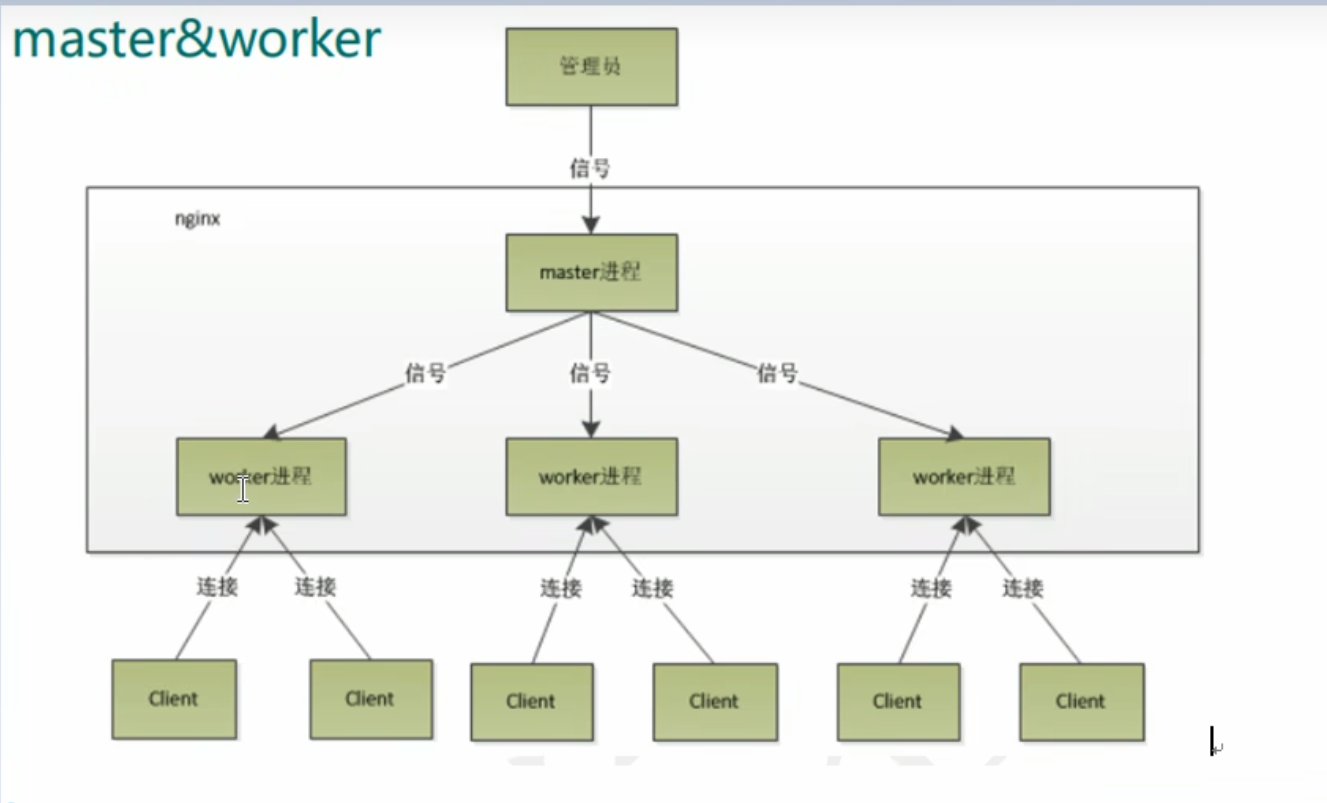 master&worker
管理员
信号
nginx
master进程
信号 信号 信号
worker进程 worker进程 worker进程
连接 连接 连接 连接 连接 连接
Client Client Client Client Client Client